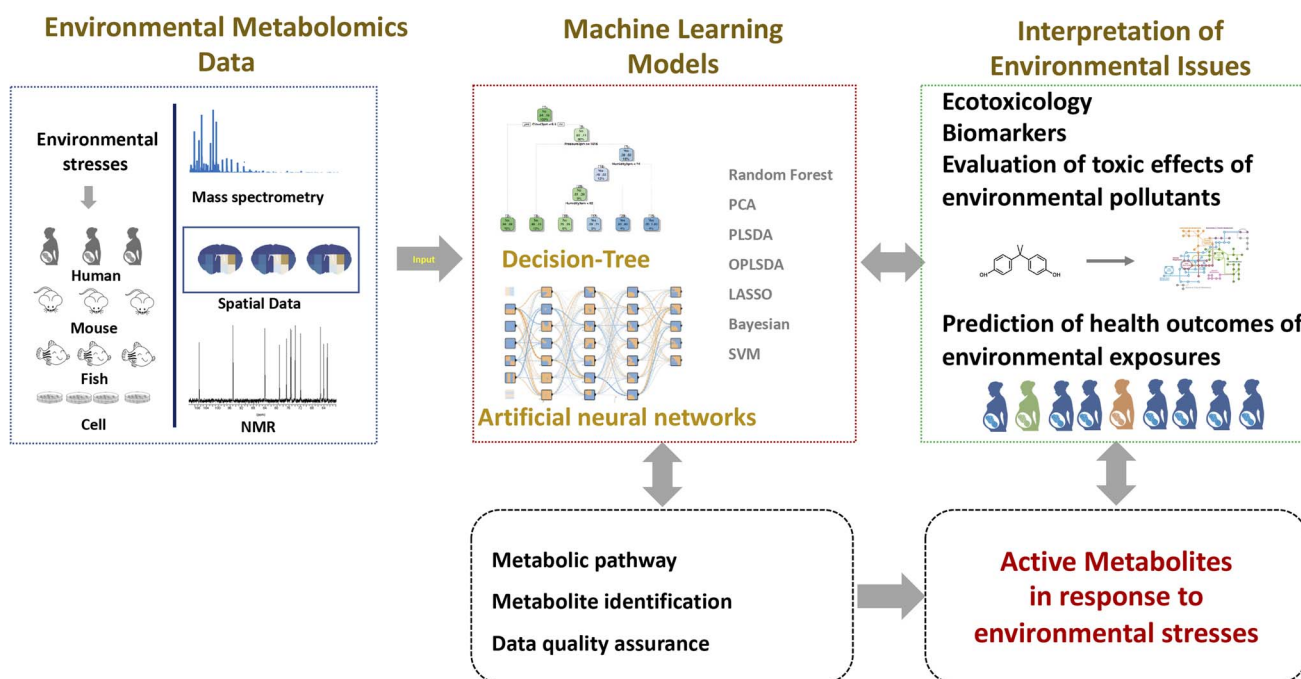 Environmental Metabolomics
Data
Environmental
stresses
Human
Mouse
Fish
Cell
Mass spectrometry
Spatial Data
NMR
Input
Machine Learning
Models
Decision-Tree
Artificial neural networks
Random Forest
PCA
PLSDA
OPLSDA
LASSO
Bayesian
SVM
Interpretation of
Environmental Issues
Ecotoxicology
Biomarkers
Evaluation of toxic effects of
environmental pollutants
HO
OH
Prediction of health outcomes of
environmental exposures
Metabolic pathway
Metabolite identification
Data quality assurance
Active Metabolites
in response to
environmental stresses